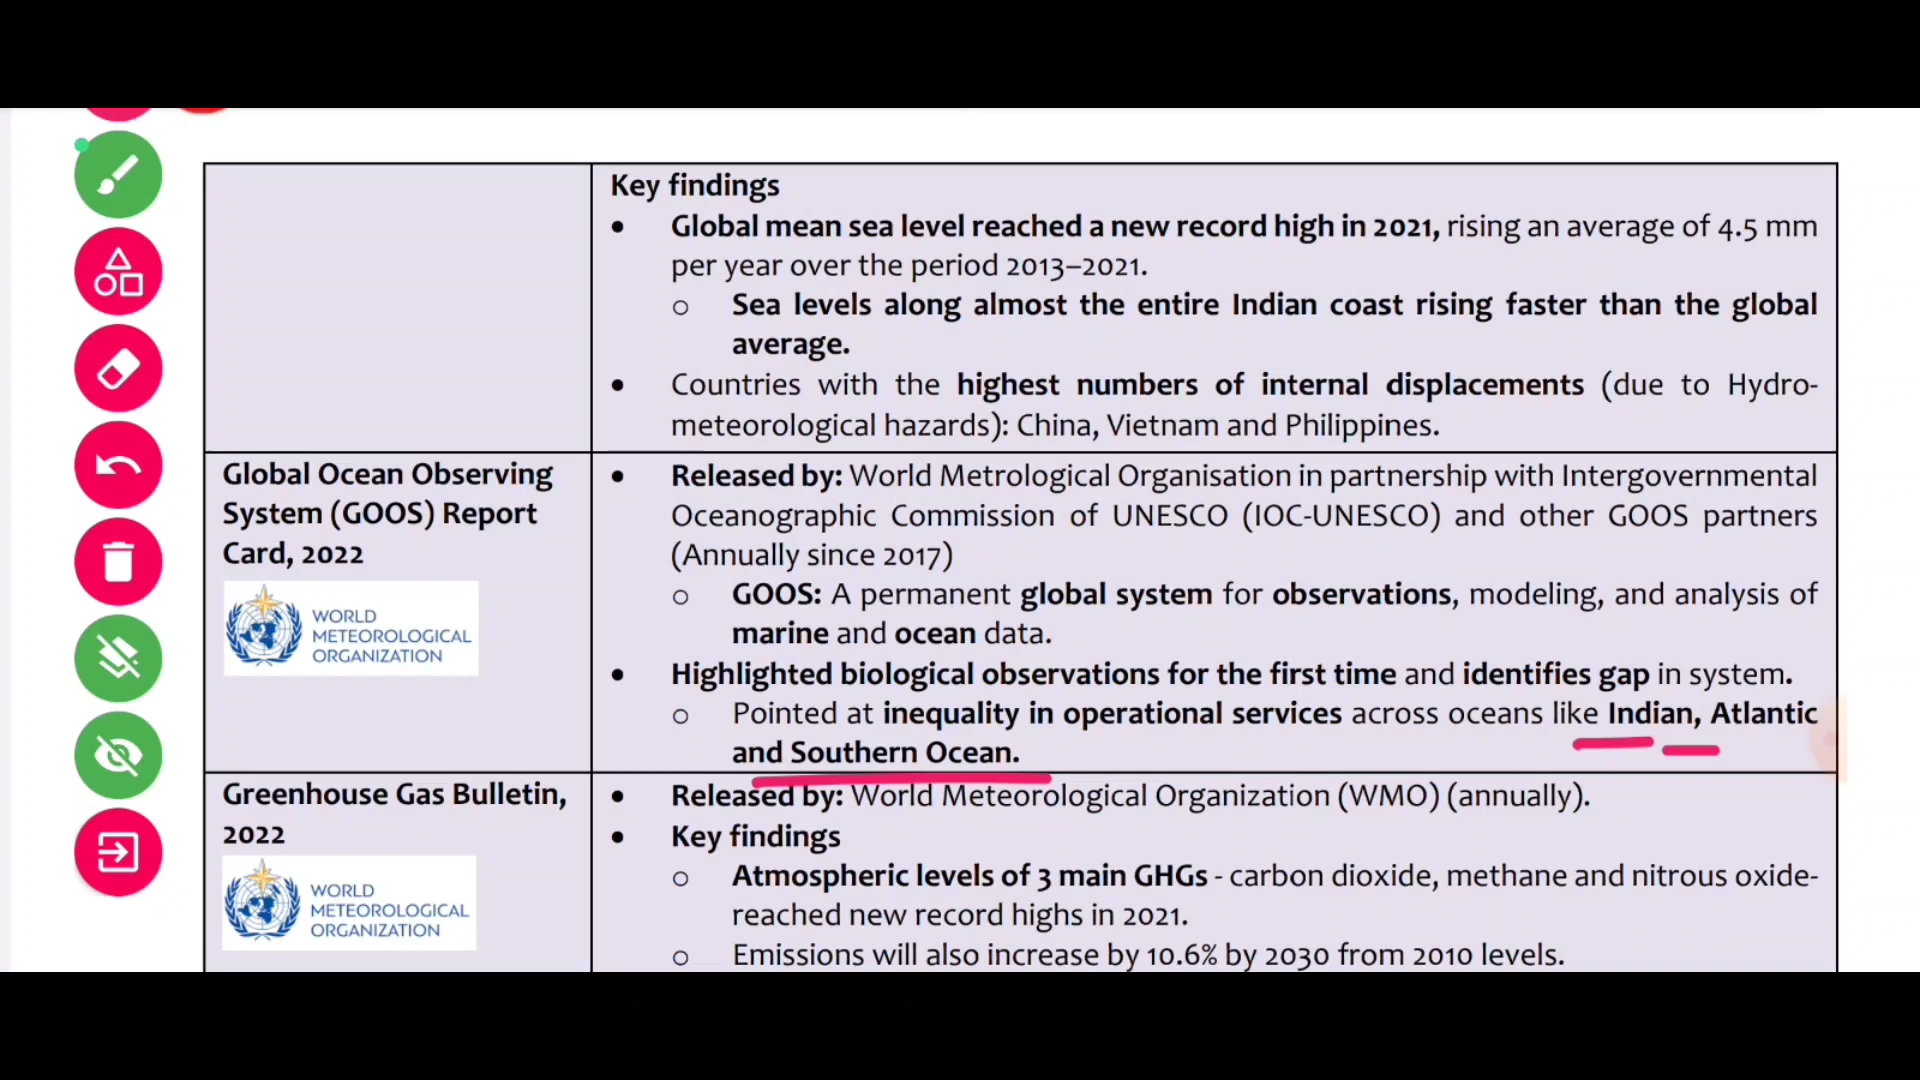 Key findings
• Global mean sea level reached a new record high in 2021, rising an average of 4.5 mm
per year over the period 2013–2021.
o Sea levels along almost the entire Indian coast rising faster than the global
average.
• Countries with the highest numbers of internal displacements (due to Hydro-
meteorological hazards): China, Vietnam and Philippines.
Global Ocean Observing
System (GOOS) Report
Card, 2022
WORLD
METEOROLOGICAL
ORGANIZATION
• Released by: World Metrological Organisation in partnership with Intergovernmental
Oceanographic Commission of UNESCO (IOC-UNESCO) and other GOOS partners
(Annually since 2017)
o GOOS: A permanent global system for observations, modeling, and analysis of
marine and ocean data.
• Highlighted biological observations for the first time and identifies gap in system.
o Pointed at inequality in operational services across oceans like Indian, Atlantic
and Southern Ocean.
Greenhouse Gas Bulletin,
2022
WORLD
METEOROLOGICAL
ORGANIZATION
• Released by: World Meteorological Organization (WMO) (annually).
• Key findings
o Atmospheric levels of 3 main GHGs - carbon dioxide, methane and nitrous oxide-
reached new record highs in 2021.
o Emissions will also increase by 10.6% by 2030 from 2010 levels.